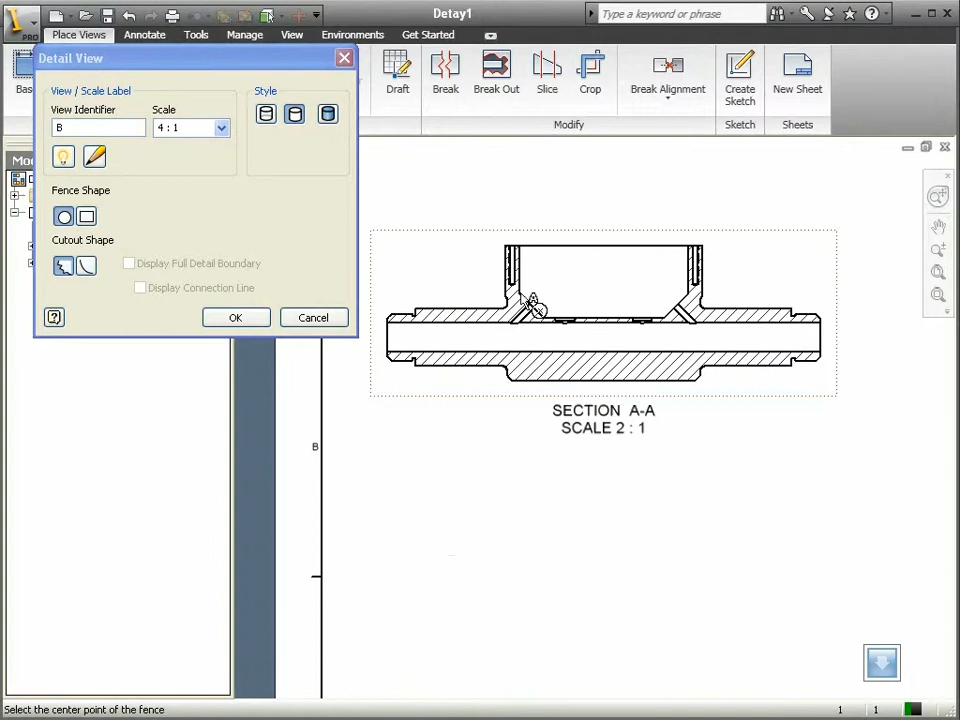 PRO
Detay1
Type a keyword or phrase
Place Views Annotate Tools Manage View Environments Get Started
Detail View
View / Scale Label
Style
View Identifier
Scale
B
4 : 1
Fence Shape
Cutout Shape
Display Full Detail Boundary
Display Connection Line
OK
Cancel
Draft
Break
Break Out
Slice
Crop
Break Alignment
Create
Sketch
New Sheet
Modify
Sketch
Sheets
SECTION A-A
SCALE 2 : 1
B
Select the center point of the fence
1
1